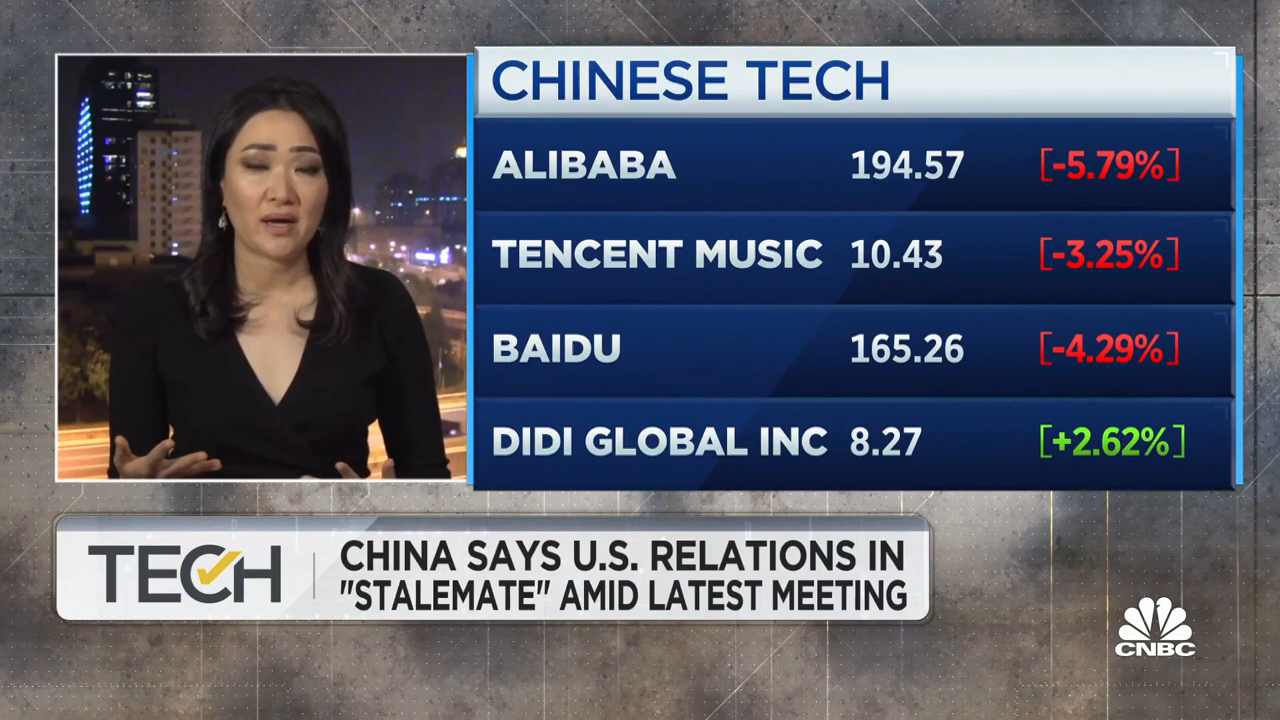 CHINESE TECH
ALIBABA 194.57 [-5.79%]
TENCENT MUSIC 10.43 [-3.25%]
BAIDU 165.26 [-4.29%]
DIDI GLOBAL INC 8.27 [+2.62%]
TECH
CHINA SAYS U.S. RELATIONS IN
"STALEMATE" AMID LATEST MEETING
CNBC